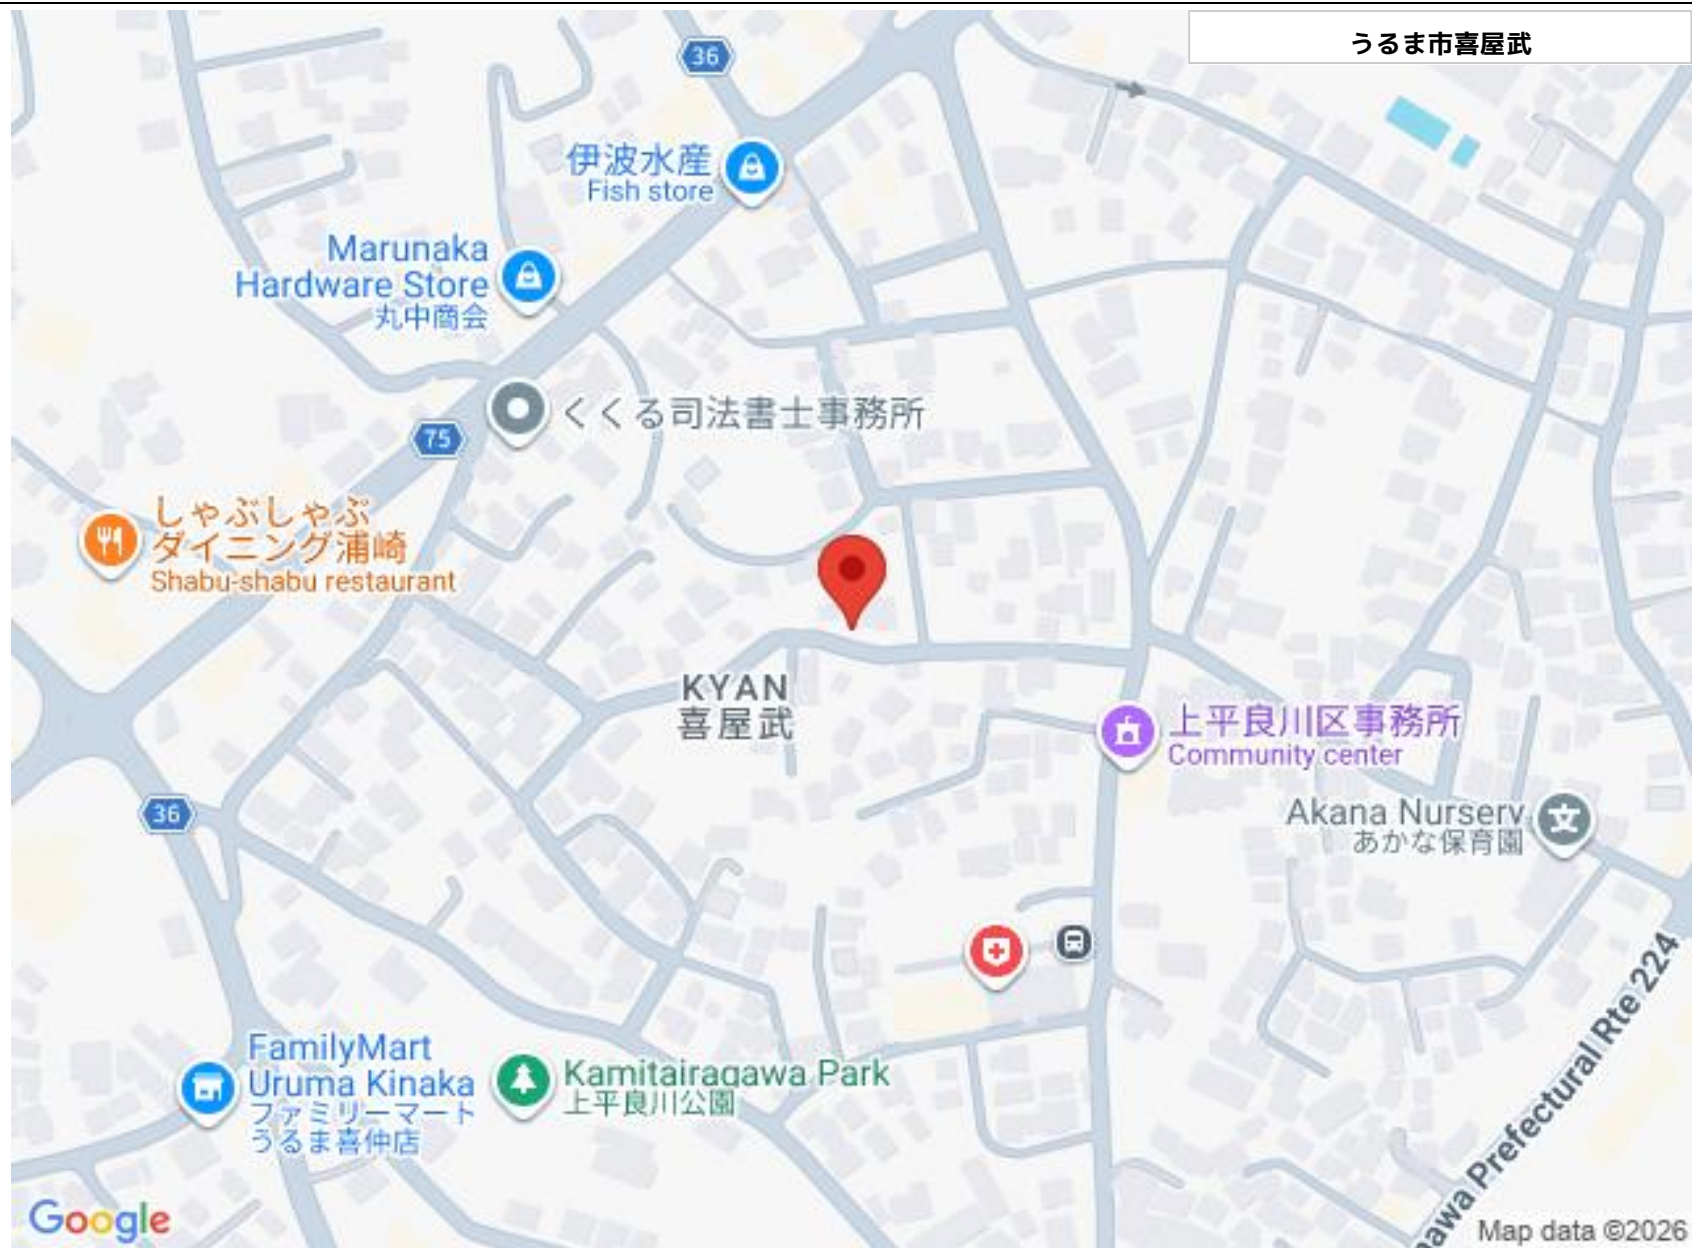 うるま市喜屋武
36
伊波水産
Fish store
Marunaka
Hardware Store
丸中商会
くくる司法書士事務所
75
しゃぶしゃぶ
ダイニング浦崎
Shabu-shabu restaurant
KYAN
喜屋武
上平良川区事務所
Community center
36
Akana Nursery
あかな保育園
FamilyMart
Uruma Kinaka
ファミリーマート
うるま喜仲店
Kamitairagawa Park
上平良川公園
awa Prefectural Rte 224
Google
Map data ©2026